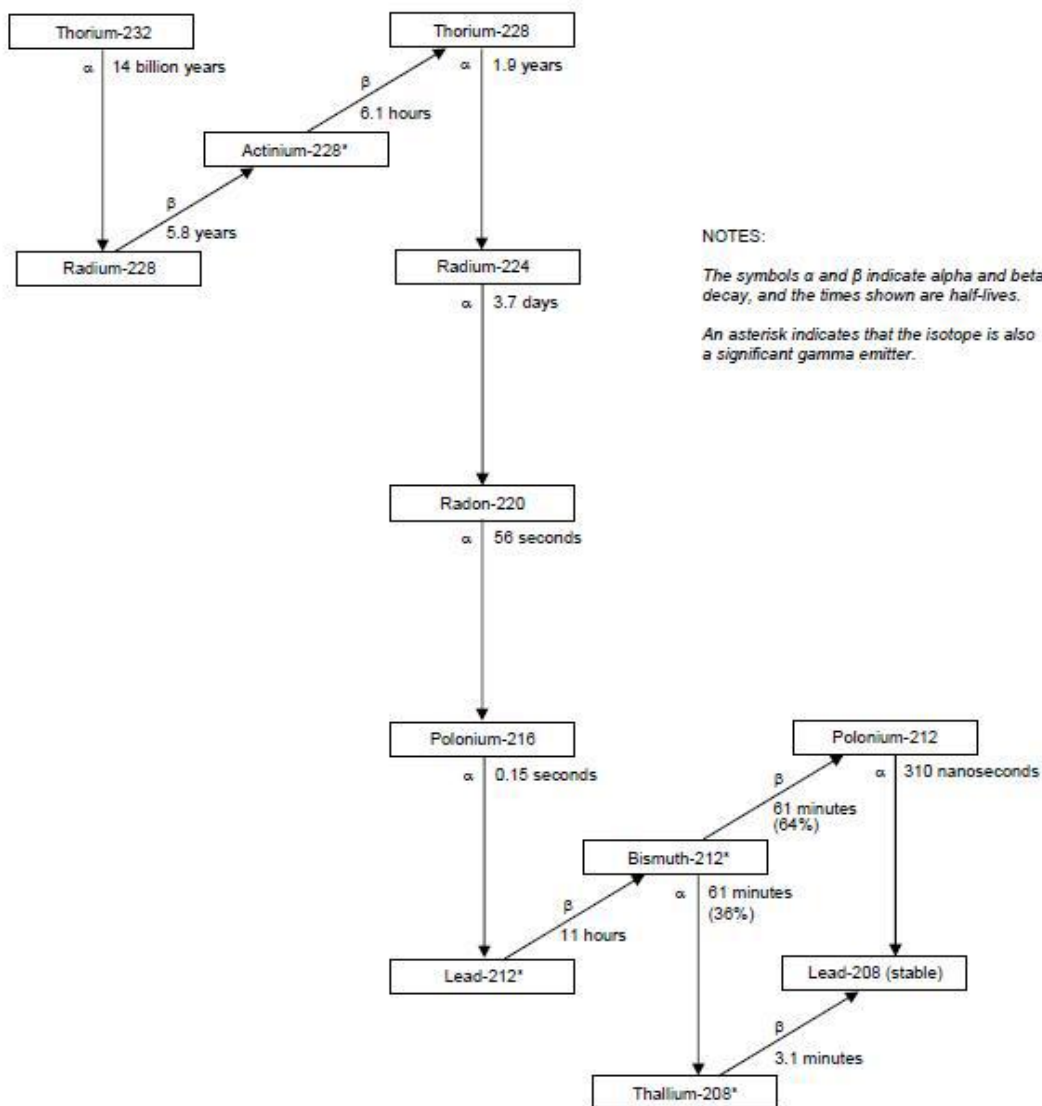 Thorium-232
α 14 billion years
Thorium-228
α 1.9 years
β
6.1 hours
Actinium-228*
β
5.8 years
Radium-228
Radium-224
α 3.7 days
NOTES:
The symbols α and β indicate alpha and beta
decay, and the times shown are half-lives.
An asterisk indicates that the isotope is also
a significant gamma emitter.
Radon-220
α 56 seconds
Polonium-216
α 0.15 seconds
Polonium-212
α 310 nanoseconds
β
61 minutes
(64%)
Bismuth-212*
α 61 minutes
(36%)
β
11 hours
Lead-212*
Lead-208 (stable)
β
3.1 minutes
Thallium-208*